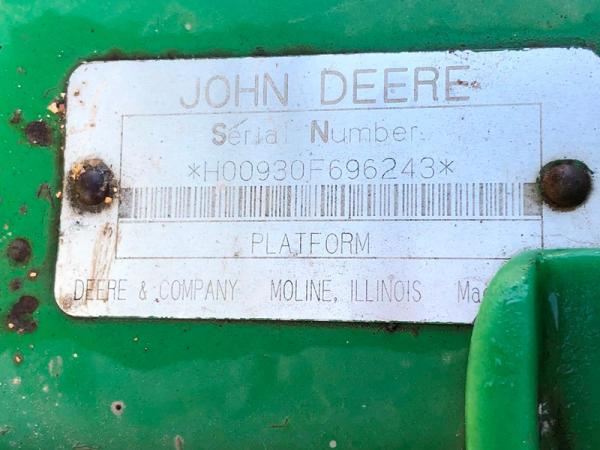 JOHN DEERE
Serial Number
*H00930F696243*
PLATFORM
DEERE & COMPANY MOLINE, ILLINOIS